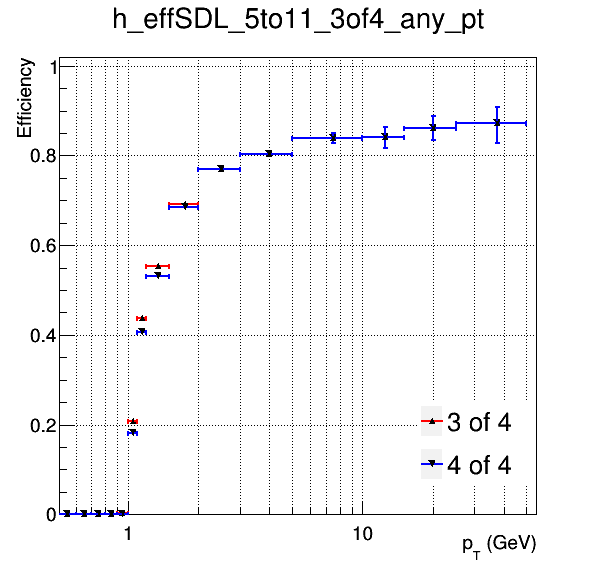 h_effSDL_5to11_3of4_any_pt
Efficiency
1
0.8
0.6
0.4
0.2
0
3 of 4
4 of 4
1
10
p_T (GeV)